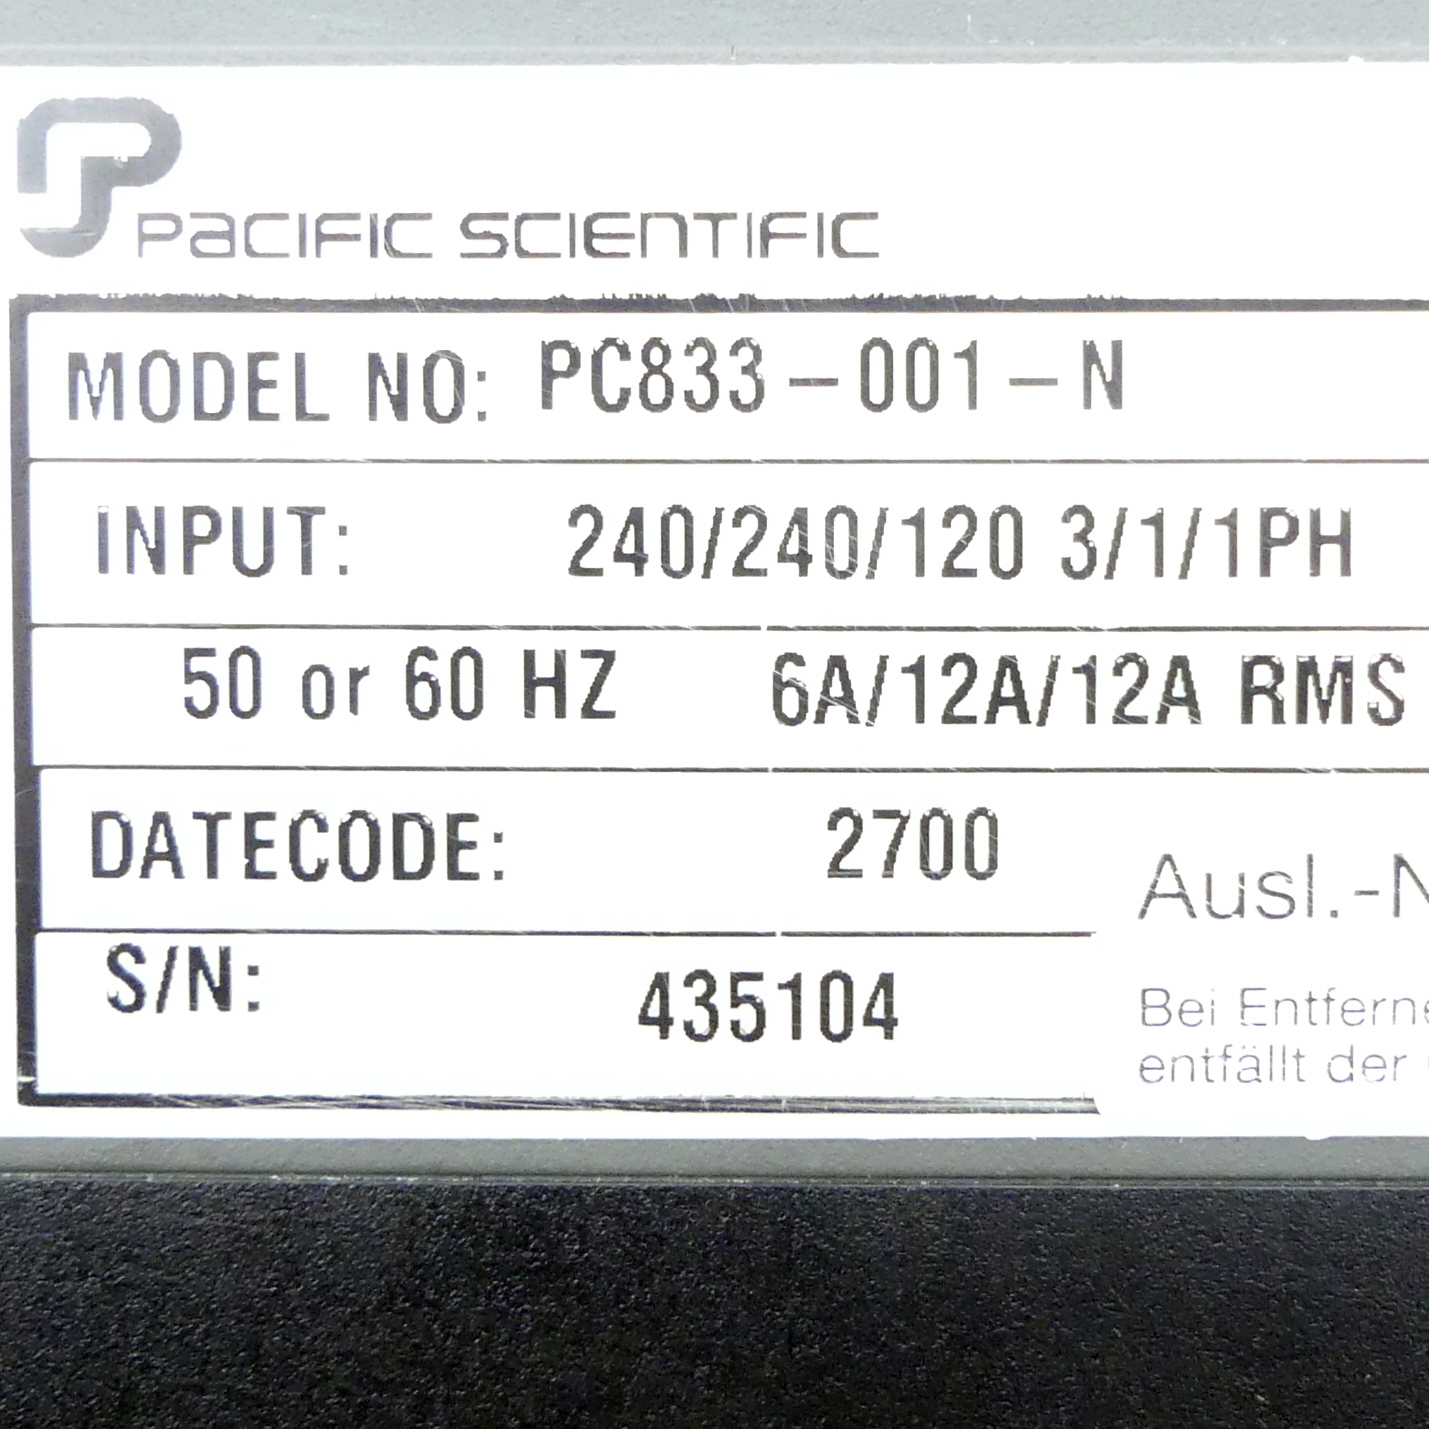 PACIFIC SCIENTIFIC
MODEL NO: PC833-001-N
INPUT: 240/240/120 3/1/1PH
50 or 60 HZ 6A/12A/12A RMS
DATECODE: 2700
S/N: 435104
Ausl.-N
Bei Entferne
entfällt der